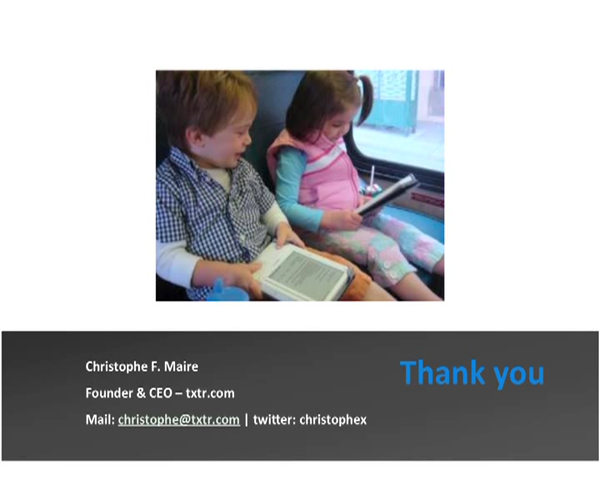 Christophe F. Maire
Thank you
Founder & CEO – txtr.com
Mail: christophe@txtr.com | twitter: christophex